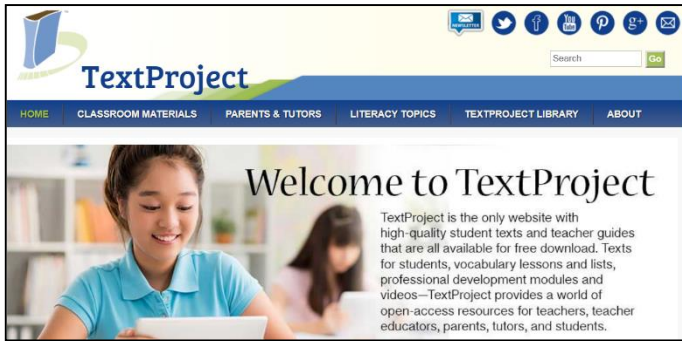 NEWSLETTER
You
Tube
g+
Search
Go
TextProject
HOME CLASSROOM MATERIALS PARENTS & TUTORS LITERACY TOPICS TEXTPROJECT LIBRARY ABOUT
Welcome to TextProject
TextProject is the only website with
high-quality student texts and teacher guides
that are all available for free download. Texts
for students, vocabulary lessons and lists,
professional development modules and
videos—TextProject provides a world of
open-access resources for teachers, teacher
educators, parents, tutors, and students.